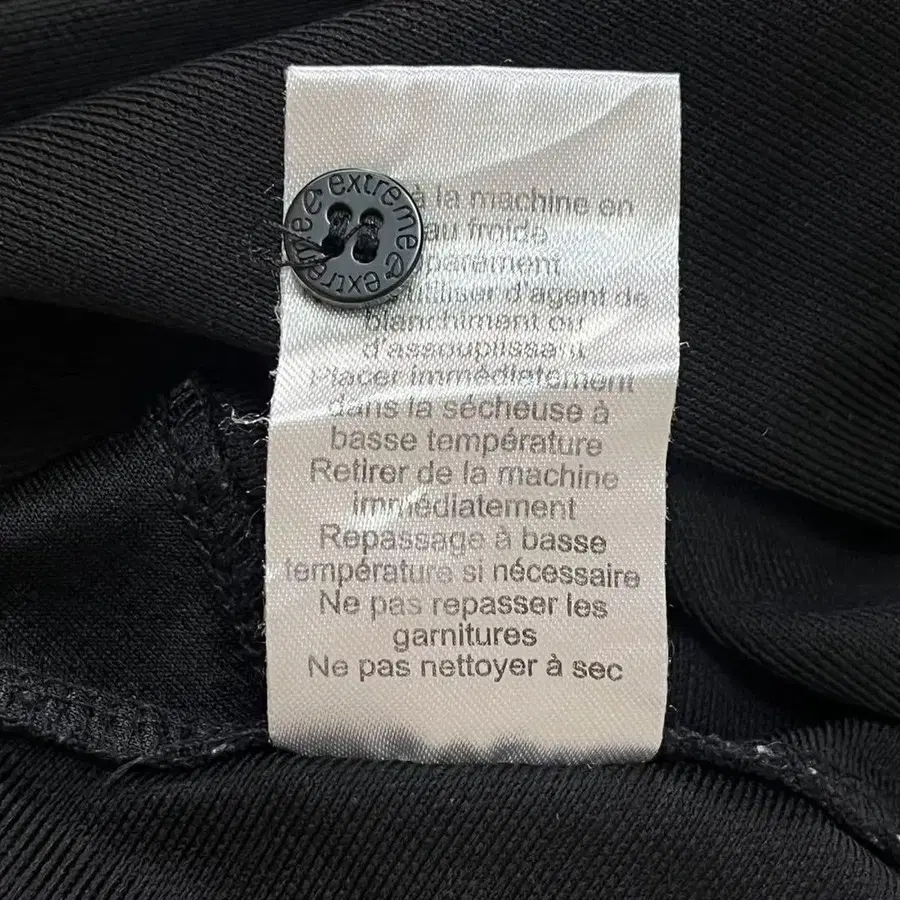 extreme & extreme &
à la machine en
au froide
parément
utiliser d'agent de
blanchiment ou
d'assouplissant
Placer immédiatement
dans la sécheuse à
basse température
Retirer de la machine
immédiatement
Repassage à basse
température si nécessaire
Ne pas repasser les
garnitures
Ne pas nettoyer à sec